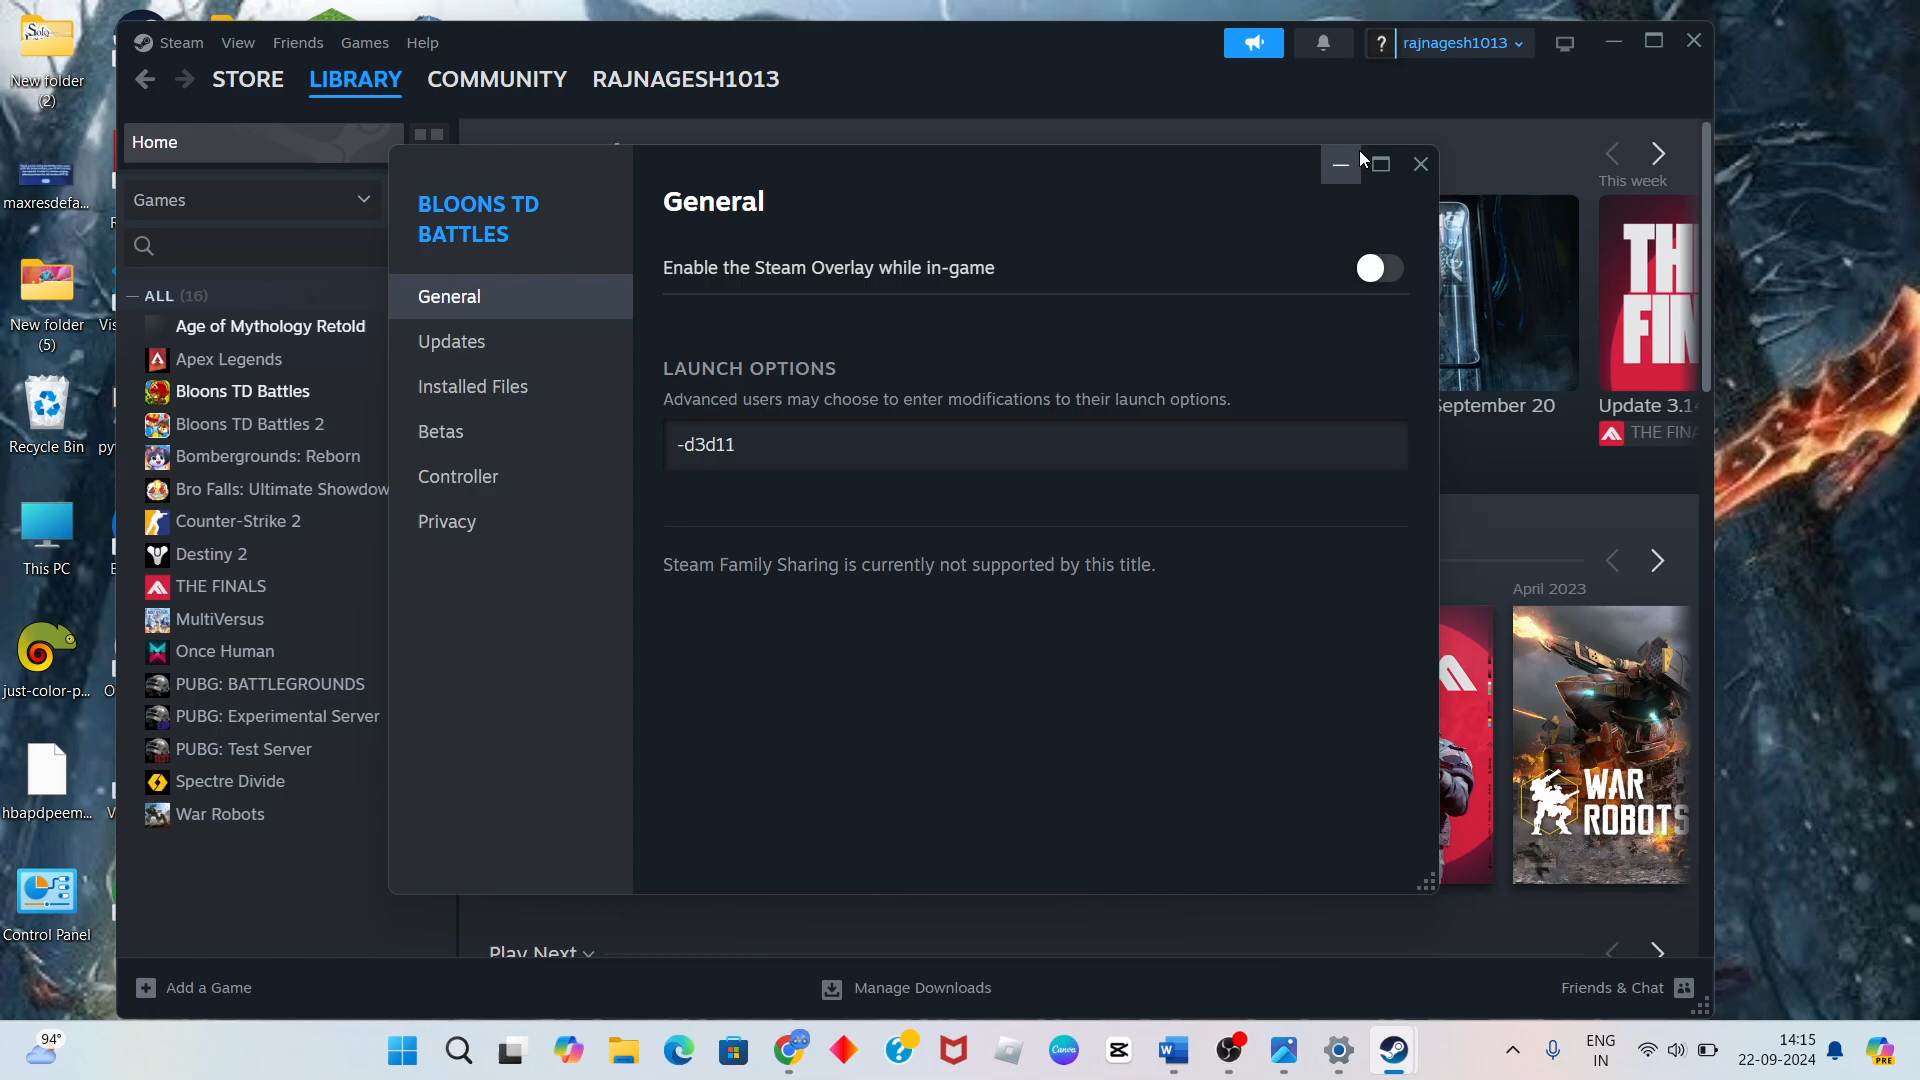 New folder
(2)
maxresdefa...
New folder
(5)
Recycle Bin
This PC
just-color-p...
hbapdpeem...
Control Panel
Steam View Friends Games Help
rajnagesh1013
STORE LIBRARY COMMUNITY RAJNAGESH1013
Home
Games
ALL (16)
Age of Mythology Retold
Apex Legends
Bloons TD Battles
Bloons TD Battles 2
Bombergrounds: Reborn
Bro Falls: Ultimate Showdow
Counter-Strike 2
Destiny 2
THE FINALS
MultiVersus
Once Human
PUBG: BATTLEGROUNDS
PUBG: Experimental Server
PUBG: Test Server
Spectre Divide
War Robots
BLOONS TD
BATTLES
General
Updates
Installed Files
Betas
Controller
Privacy
General
Enable the Steam Overlay while in-game
LAUNCH OPTIONS
Advanced users may choose to enter modifications to their launch options.
-d3d11
Steam Family Sharing is currently not supported by this title.
This week
September 20
Update 3.1
THE FINA
April 2023
WAR
ROBOTS
Play Next
Add a Game
Manage Downloads
Friends & Chat
94°
Canva
ENG
IN
14:15
22-09-2024
PRE